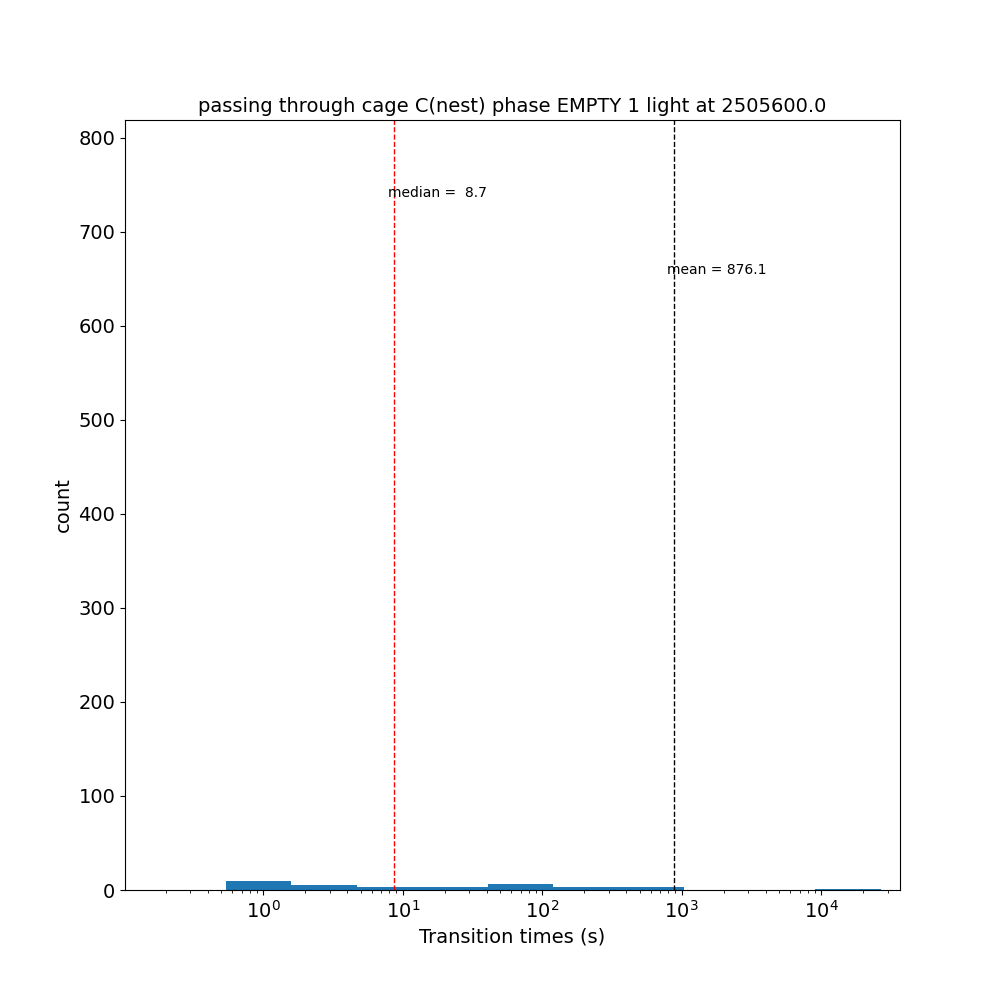 passing through cage C(nest) phase EMPTY 1 light at 2505600.0
800
median =  8.7
700
mean = 876.1
600
500
count
400
300
200
100
0
10⁰ 10¹ 10² 10³ 10⁴
Transition times (s)